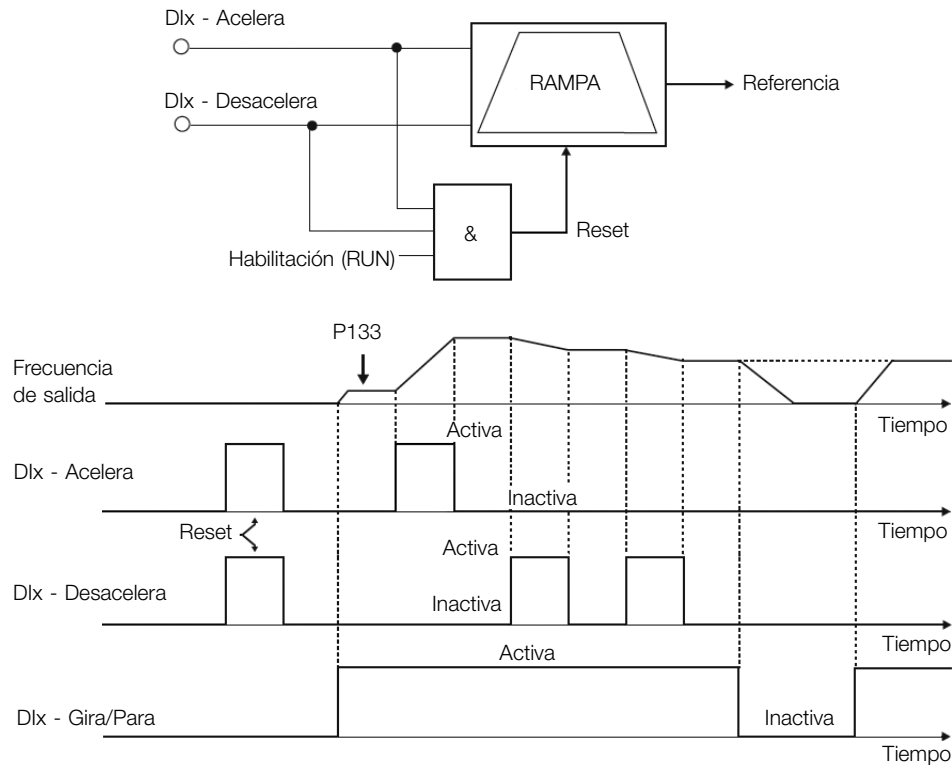 DIx - Acelera
DIx - Desacelera
RAMPA
Referencia
&
Reset
Habilitación (RUN)
P133
Frecuencia
de salida
Tiempo
Activa
DIx - Acelera
Inactiva
Tiempo
Reset
Activa
DIx - Desacelera
Inactiva
Tiempo
Activa
DIx - Gira/Para
Inactiva
Tiempo